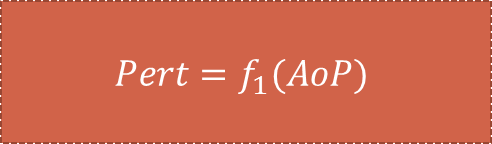 Pert = f₁(AoP)